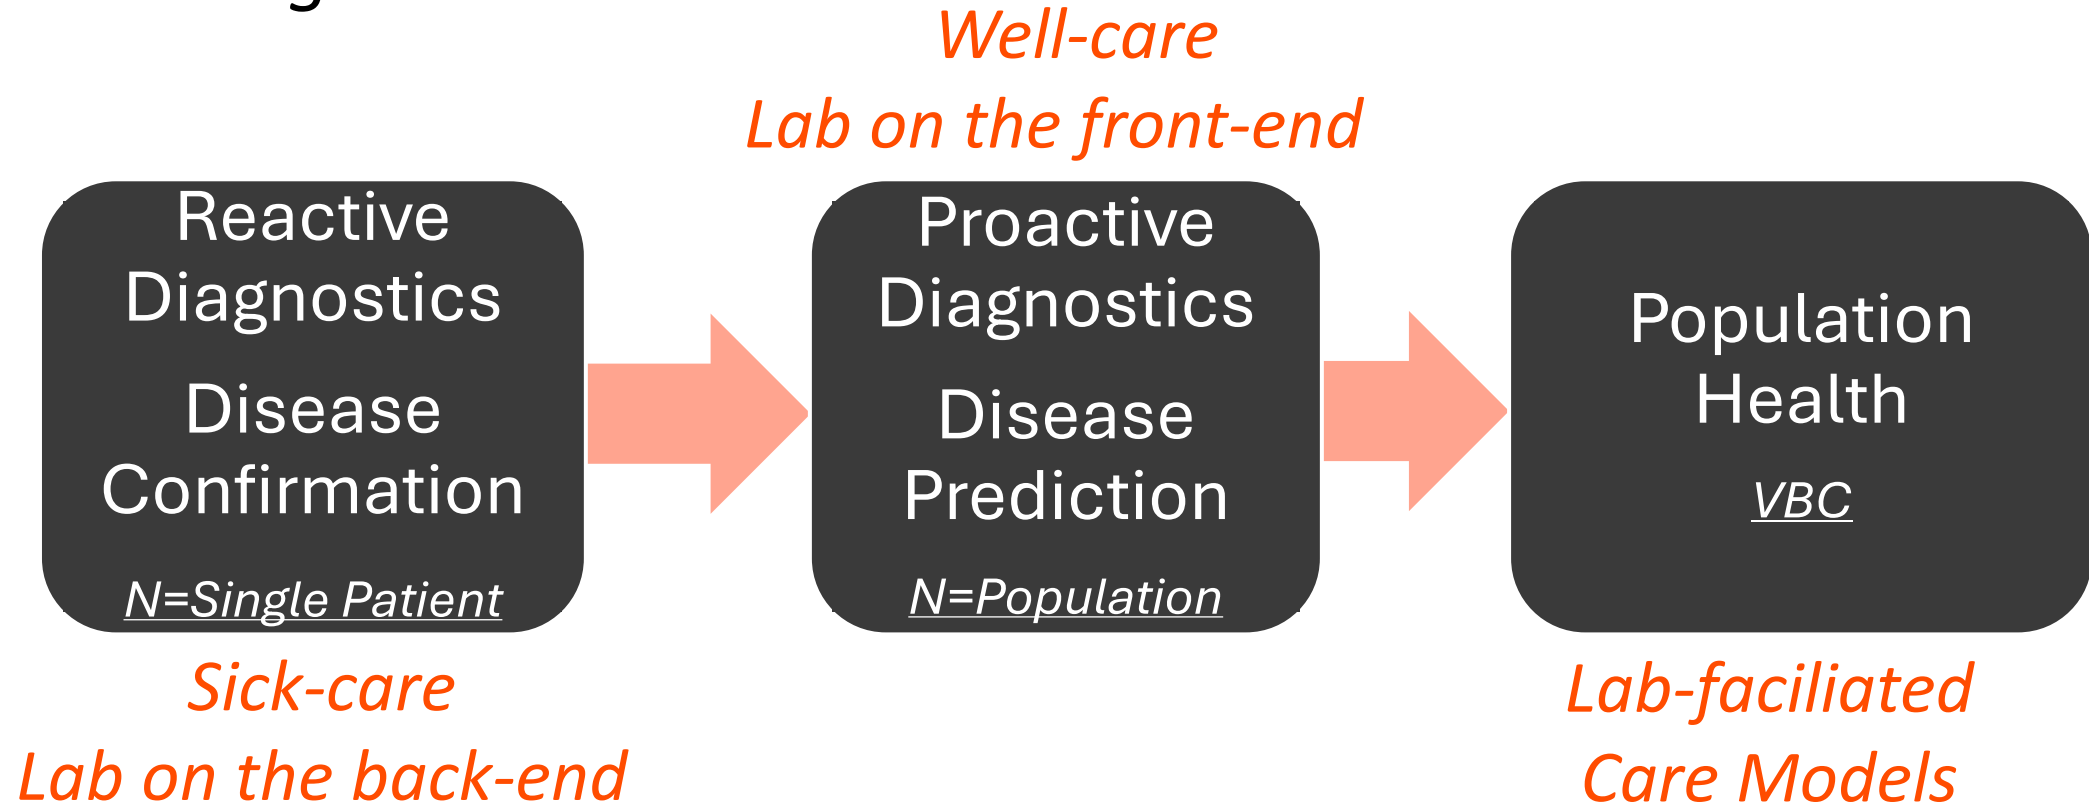 Well-care
Lab on the front-end
Reactive
Diagnostics
Disease
Confirmation
N=Single Patient
Proactive
Diagnostics
Disease
Prediction
N=Population
Population
Health
VBC
Sick-care
Lab on the back-end
Lab-faciliated
Care Models